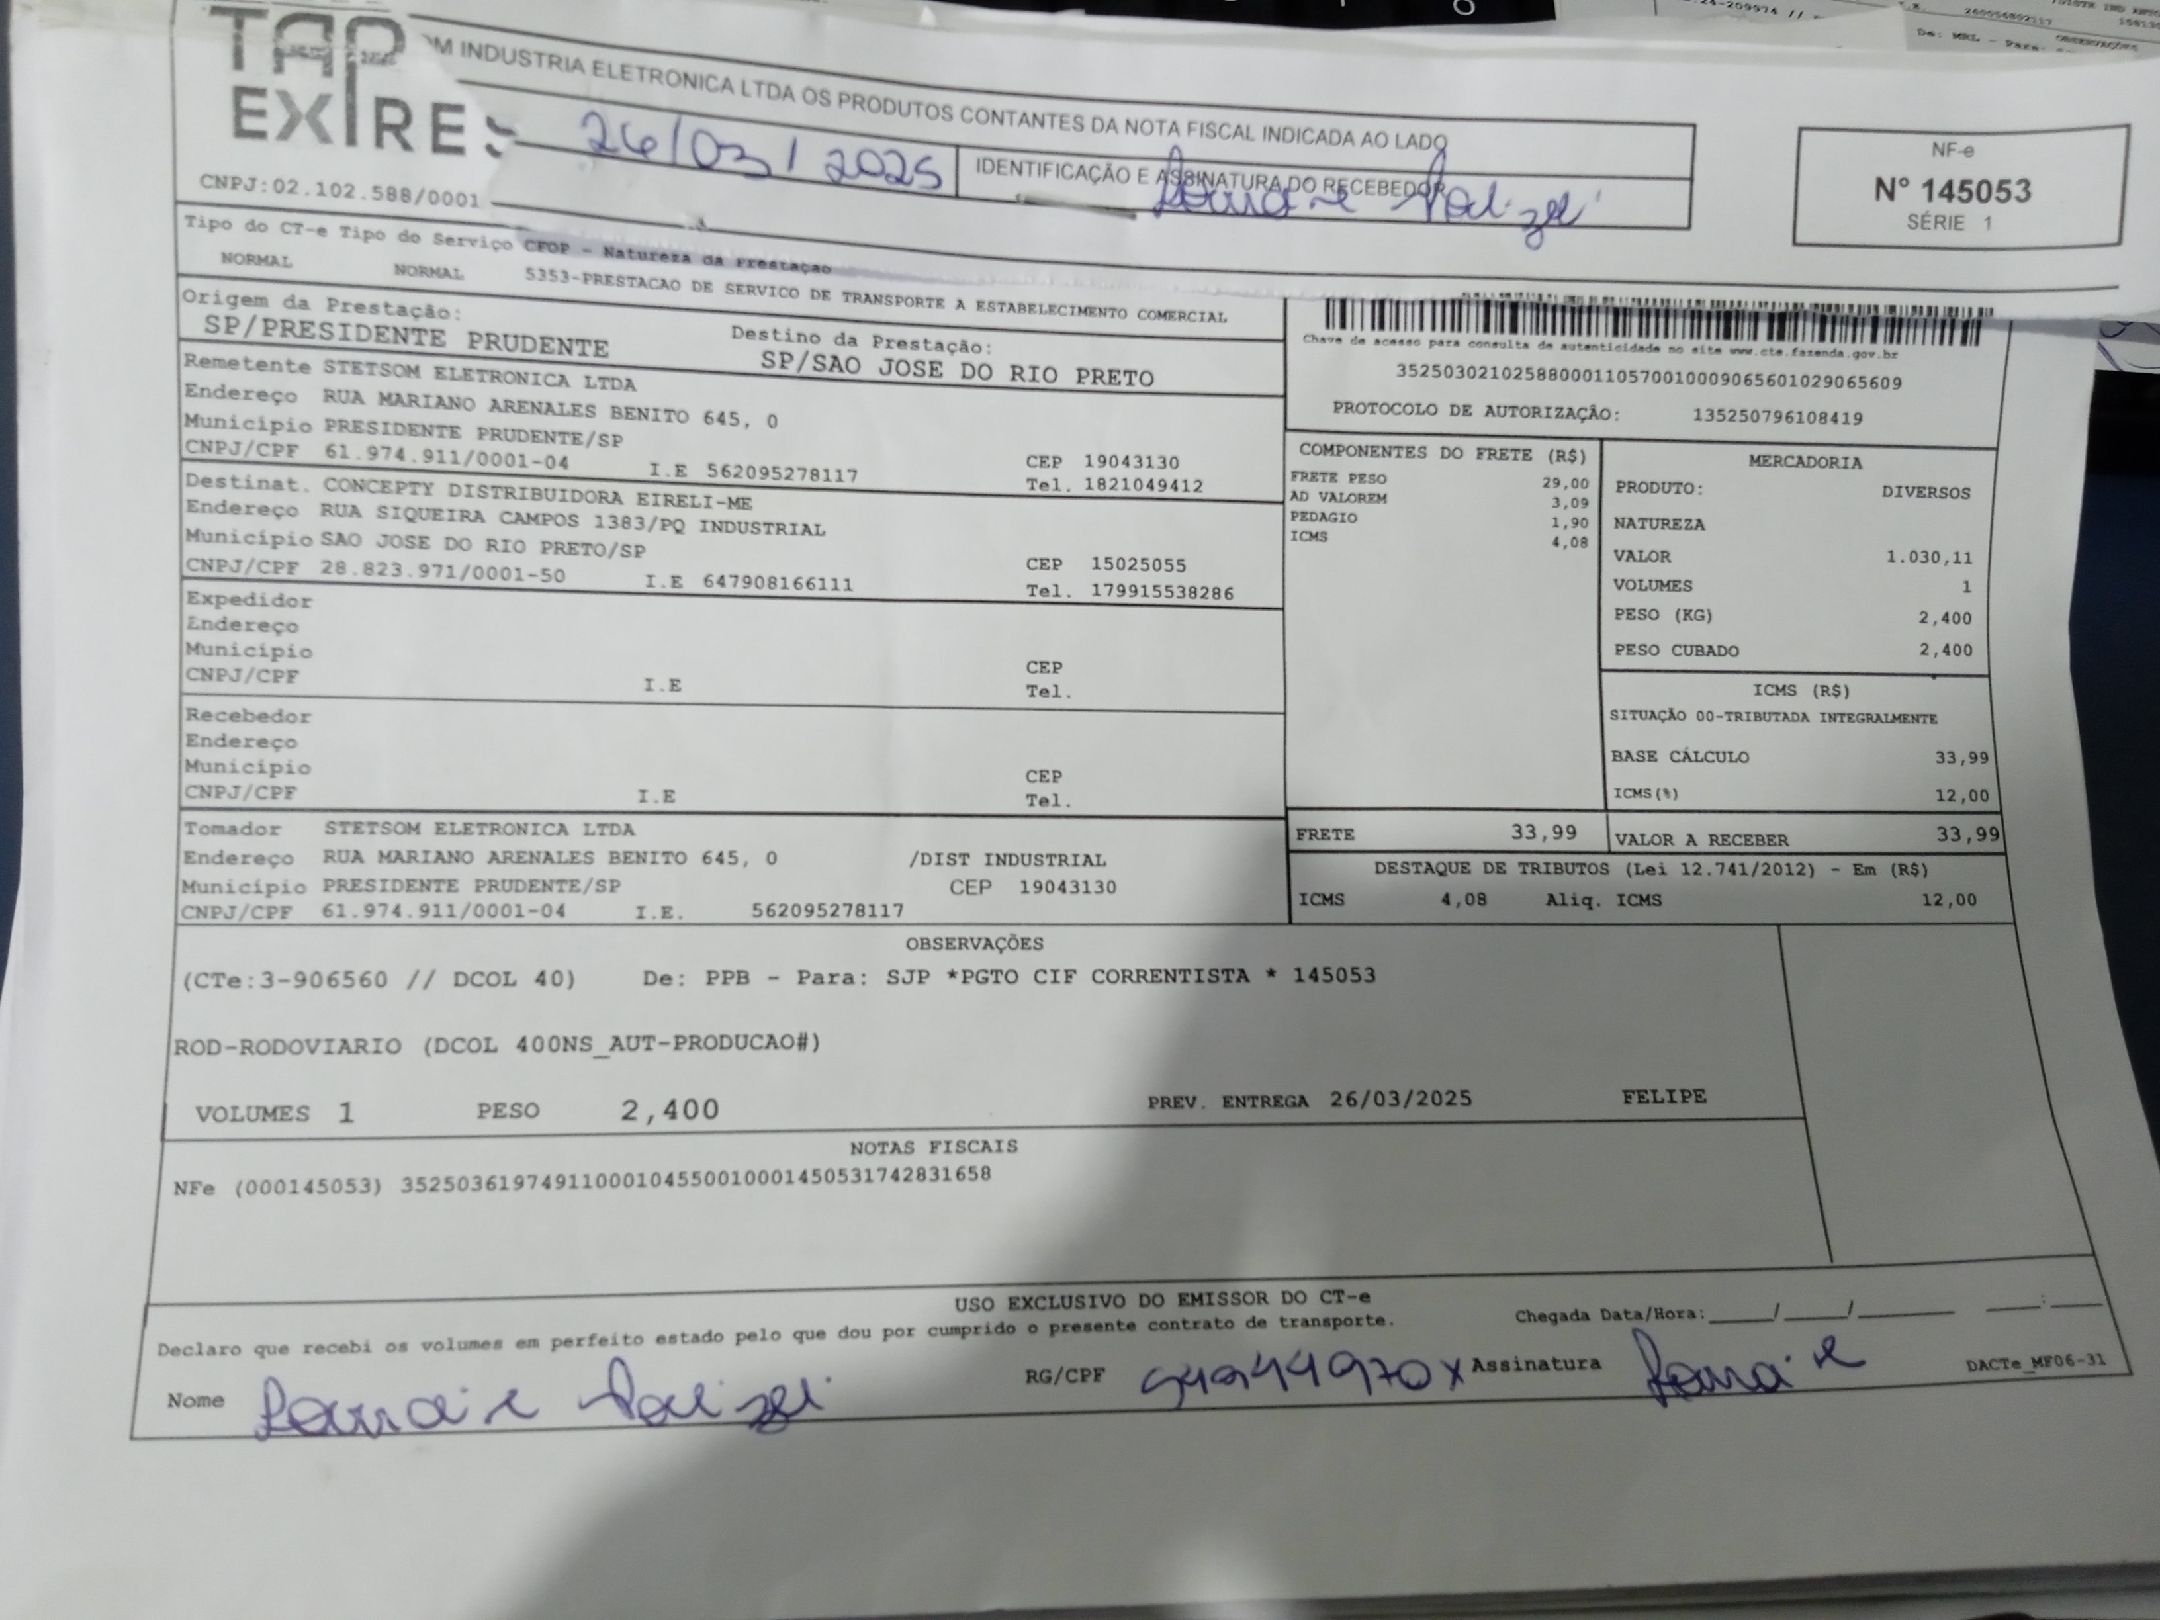 TAP
EXPRES
OM INDUSTRIA ELETRONICA LTDA OS PRODUTOS CONTANTES DA NOTA FISCAL INDICADA AO LADO
26/03/2025
IDENTIFICAÇÃO E ASSINATURA DO RECEBEDOR
NF-e
N° 145053
SÉRIE 1
CNPJ:02.102.588/0001
Tipo do CT-e Tipo do Serviço CFOP - Natureza da Prestação
NORMAL NORMAL 5353-PRESTACAO DE SERVICO DE TRANSPORTE A ESTABELECIMENTO COMERCIAL
Origem da Prestação: Destino da Prestação:
SP/PRESIDENTE PRUDENTE SP/SAO JOSE DO RIO PRETO
Chave de acesso para consulta de autenticidade no site www.cte.fazenda.gov.br
35250302102588000110570010009065601029065609
PROTOCOLO DE AUTORIZAÇÃO: 135250796108419
Remetente STETSOM ELETRONICA LTDA
Endereço RUA MARIANO ARENALES BENITO 645, 0
Município PRESIDENTE PRUDENTE/SP CEP 19043130
CNPJ/CPF 61.974.911/0001-04 I.E 562095278117 Tel. 1821049412
Destinat. CONCEPTY DISTRIBUIDORA EIRELI-ME
Endereço RUA SIQUEIRA CAMPOS 1383/PQ INDUSTRIAL
Município SAO JOSE DO RIO PRETO/SP CEP 15025055
CNPJ/CPF 28.823.971/0001-50 I.E 647908166111 Tel. 179915538286
Expedidor
Endereço
Município CEP
CNPJ/CPF I.E Tel.
Recebedor
Endereço
Município CEP
CNPJ/CPF I.E Tel.
Tomador STETSOM ELETRONICA LTDA
Endereço RUA MARIANO ARENALES BENITO 645, 0 /DIST INDUSTRIAL
Município PRESIDENTE PRUDENTE/SP CEP 19043130
CNPJ/CPF 61.974.911/0001-04 I.E. 562095278117
COMPONENTES DO FRETE (R$)
FRETE PESO 29,00
AD VALOREM 3,09
PEDAGIO 1,90
ICMS 4,08
MERCADORIA
PRODUTO: DIVERSOS
NATUREZA
VALOR 1.030,11
VOLUMES 1
PESO (KG) 2,400
PESO CUBADO 2,400
ICMS (R$)
SITUAÇÃO 00-TRIBUTADA INTEGRALMENTE
BASE CÁLCULO 33,99
ICMS(%) 12,00
FRETE 33,99 VALOR A RECEBER 33,99
DESTAQUE DE TRIBUTOS (Lei 12.741/2012) - Em (R$)
ICMS 4,08 Aliq. ICMS 12,00
OBSERVAÇÕES
(CTe:3-906560 // DCOL 40) De: PPB - Para: SJP *PGTO CIF CORRENTISTA * 145053
ROD-RODOVIARIO (DCOL 400NS_AUT-PRODUCAO#)
VOLUMES 1 PESO 2,400 PREV. ENTREGA 26/03/2025 FELIPE
NOTAS FISCAIS
NFe (000145053) 35250361974911000104550010001450531742831658
USO EXCLUSIVO DO EMISSOR DO CT-e
Declaro que recebi os volumes em perfeito estado pelo que dou por cumprido o presente contrato de transporte.
Chegada Data/Hora:____/____/______ ___:___
Nome RG/CPF Assinatura DACTe_MF06-31